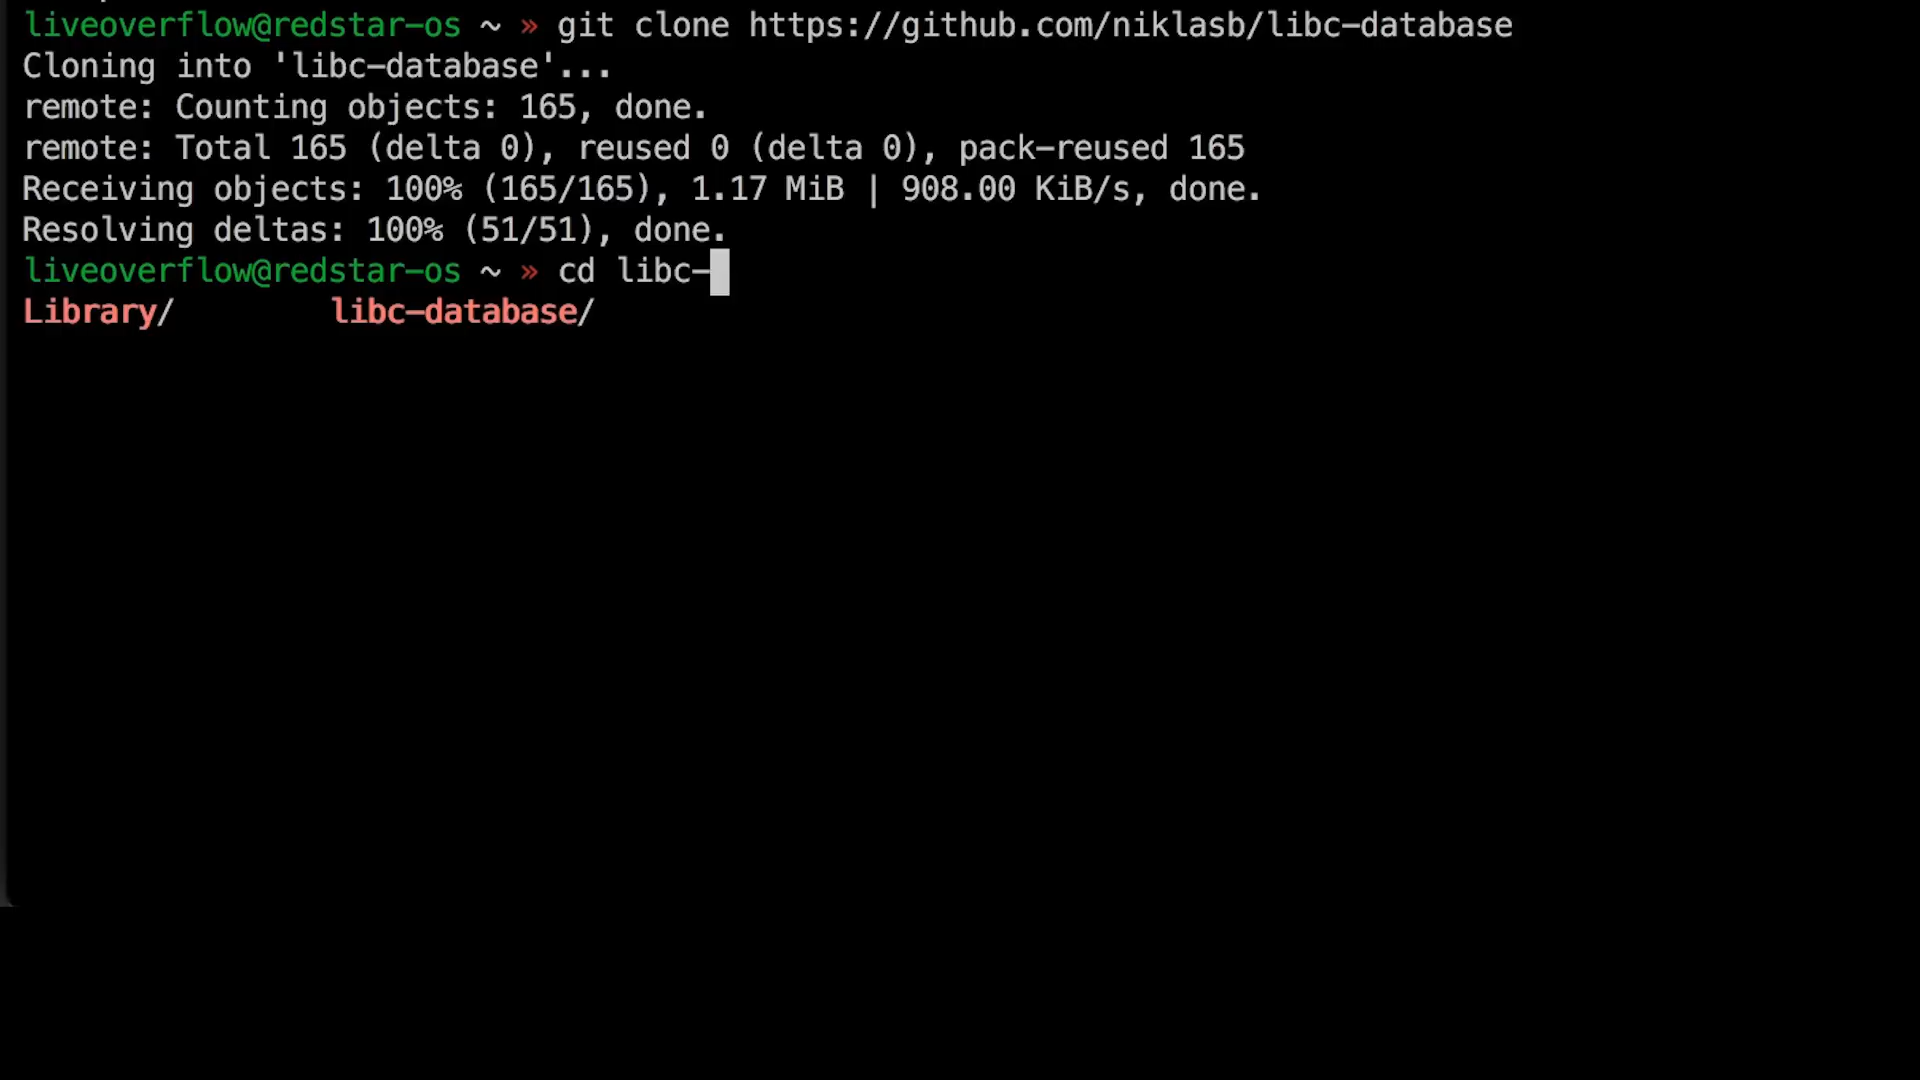 liveoverflow@redstar-os ~ » git clone https://github.com/niklasb/libc-database
Cloning into 'libc-database'...
remote: Counting objects: 165, done.
remote: Total 165 (delta 0), reused 0 (delta 0), pack-reused 165
Receiving objects: 100% (165/165), 1.17 MiB | 908.00 KiB/s, done.
Resolving deltas: 100% (51/51), done.
liveoverflow@redstar-os ~ » cd libc-
Library/ libc-database/